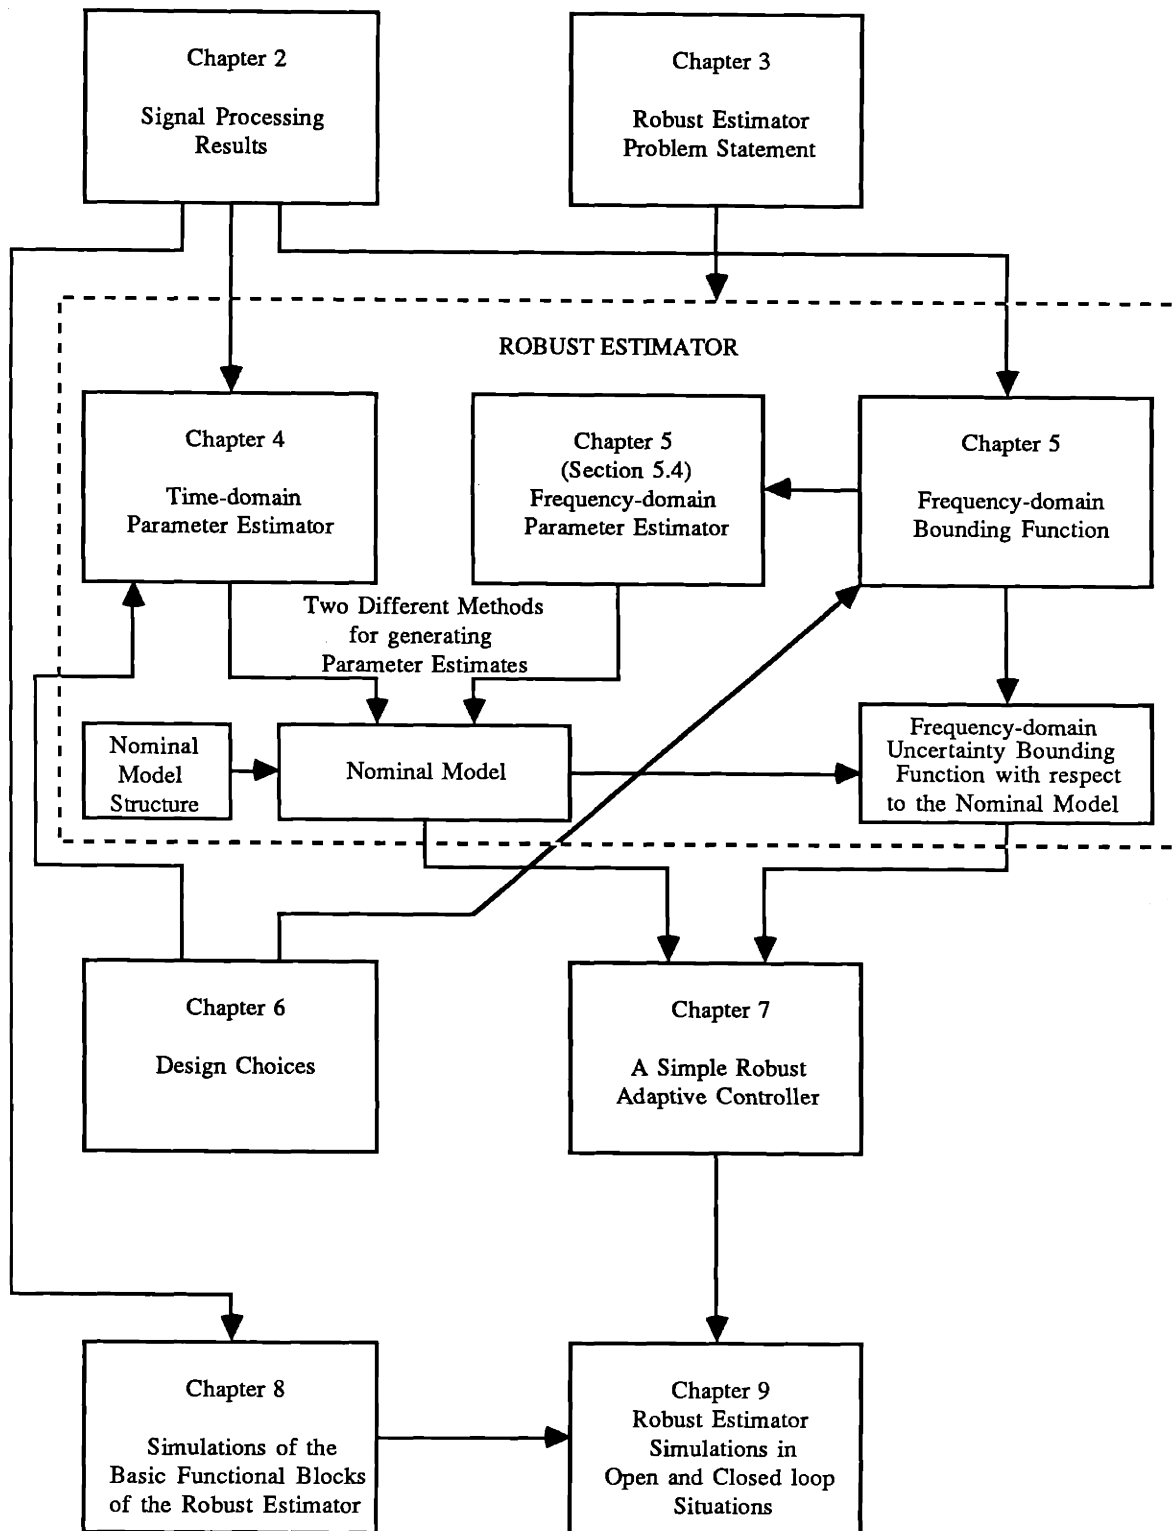 Chapter 2
Signal Processing
Results
Chapter 3
Robust Estimator
Problem Statement
ROBUST ESTIMATOR
Chapter 4
Time-domain
Parameter Estimator
Chapter 5
(Section 5.4)
Frequency-domain
Parameter Estimator
Chapter 5
Frequency-domain
Bounding Function
Two Different Methods
for generating
Parameter Estimates
Nominal
Model
Structure
Nominal Model
Frequency-domain
Uncertainty Bounding
Function with respect
to the Nominal Model
Chapter 6
Design Choices
Chapter 7
A Simple Robust
Adaptive Controller
Chapter 8
Simulations of the
Basic Functional Blocks
of the Robust Estimator
Chapter 9
Robust Estimator
Simulations in
Open and Closed loop
Situations